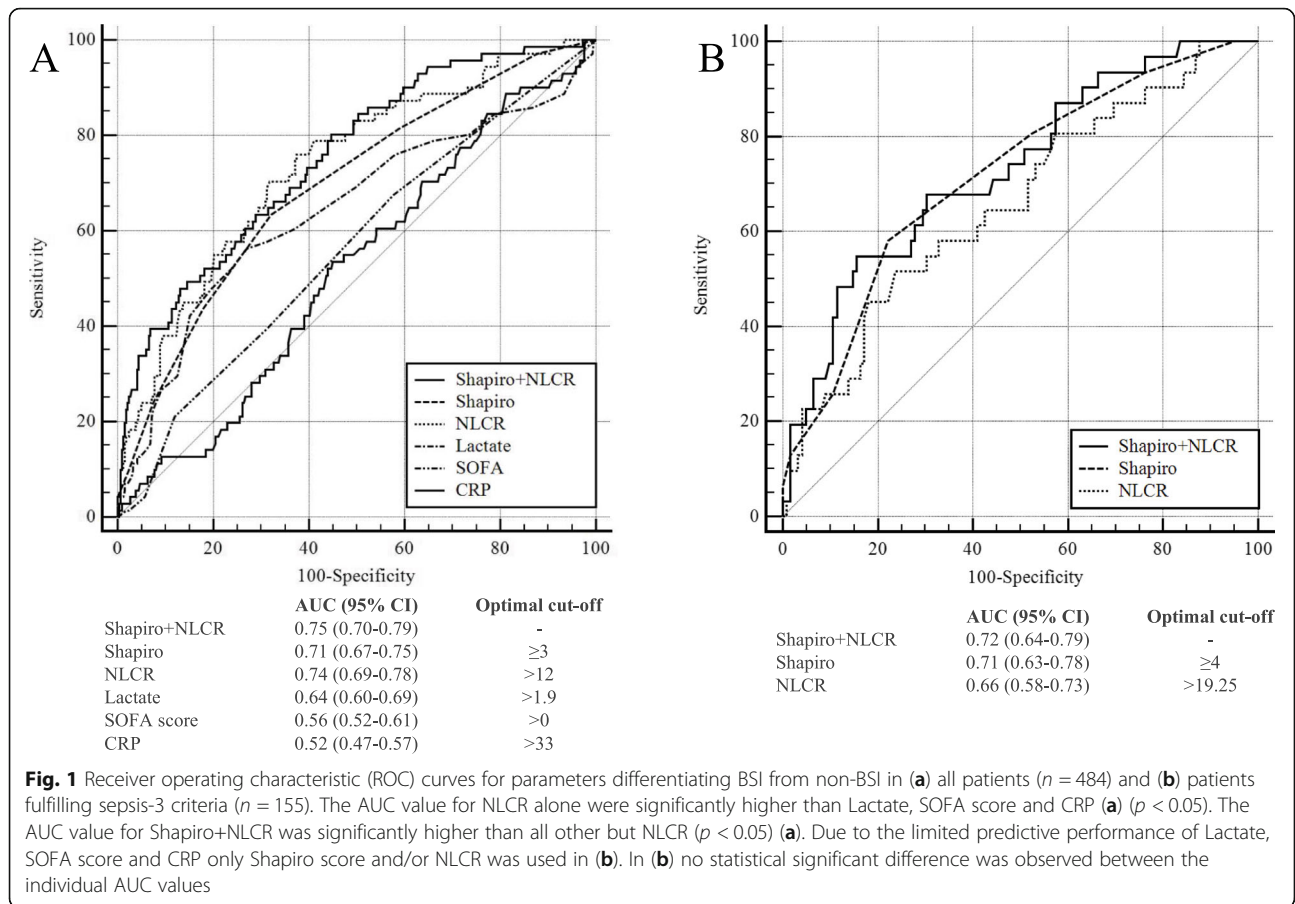 A
100
80
60
40
20
0
Sensitivity
0 20 40 60 80 100
100-Specificity
Shapiro+NLCR
Shapiro
NLCR
Lactate
SOFA
CRP
AUC (95% CI) Optimal cut-off
Shapiro+NLCR 0.75 (0.70-0.79) -
Shapiro 0.71 (0.67-0.75) ≥3
NLCR 0.74 (0.69-0.78) >12
Lactate 0.64 (0.60-0.69) >1.9
SOFA score 0.56 (0.52-0.61) >0
CRP 0.52 (0.47-0.57) >33
B
100
80
60
40
20
0
Sensitivity
0 20 40 60 80 100
100-Specificity
Shapiro+NLCR
Shapiro
NLCR
AUC (95% CI) Optimal cut-off
Shapiro+NLCR 0.72 (0.64-0.79) -
Shapiro 0.71 (0.63-0.78) ≥4
NLCR 0.66 (0.58-0.73) >19.25
Fig. 1 Receiver operating characteristic (ROC) curves for parameters differentiating BSI from non-BSI in (a) all patients (n = 484) and (b) patients
fulfilling sepsis-3 criteria (n = 155). The AUC value for NLCR alone were significantly higher than Lactate, SOFA score and CRP (a) (p < 0.05). The
AUC value for Shapiro+NLCR was significantly higher than all other but NLCR (p < 0.05) (a). Due to the limited predictive performance of Lactate,
SOFA score and CRP only Shapiro score and/or NLCR was used in (b). In (b) no statistical significant difference was observed between the
individual AUC values